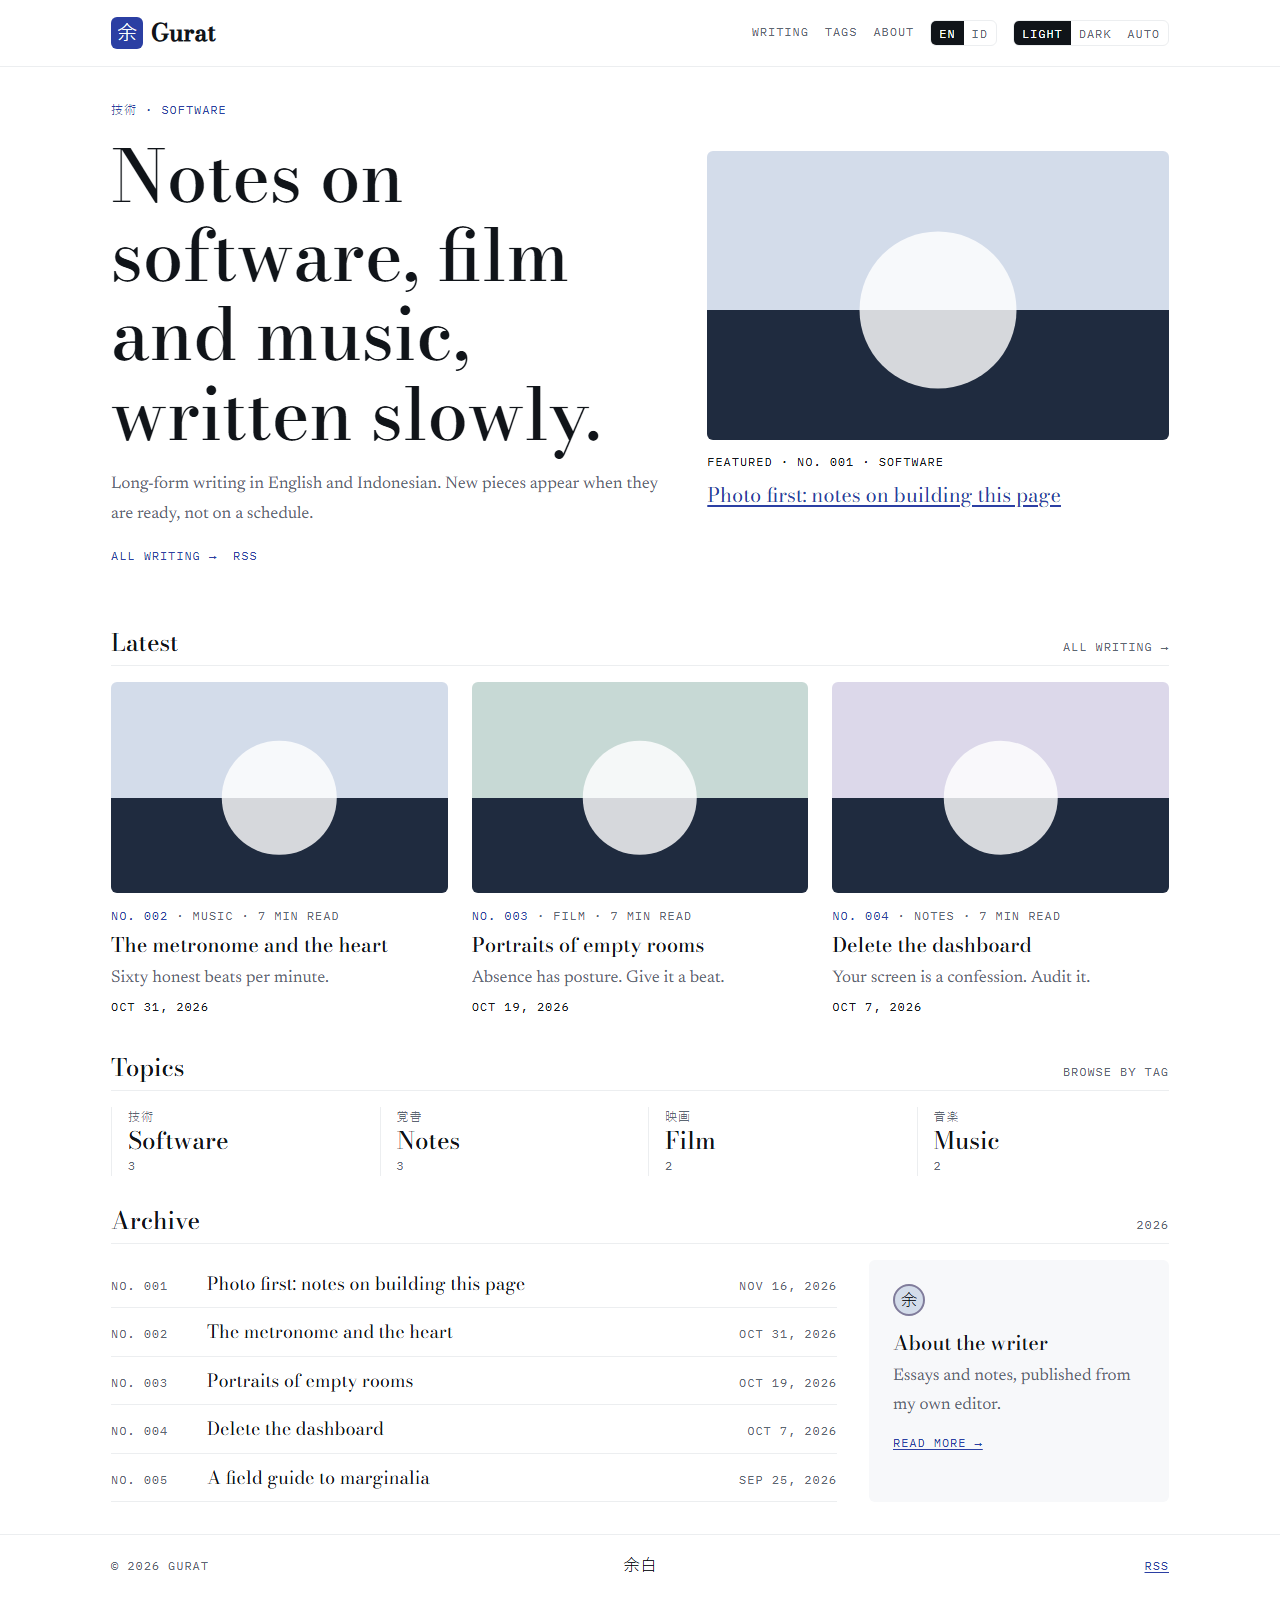 余 Gurat
WRITING TAGS ABOUT EN ID LIGHT DARK AUTO
技術 · SOFTWARE
Notes on
software, film
and music,
written slowly.
Long-form writing in English and Indonesian. New pieces appear when they
are ready, not on a schedule.
ALL WRITING → RSS
FEATURED · NO. 001 · SOFTWARE
Photo first: notes on building this page
Latest
ALL WRITING →
NO. 002 · MUSIC · 7 MIN READ
The metronome and the heart
Sixty honest beats per minute.
OCT 31, 2026
NO. 003 · FILM · 7 MIN READ
Portraits of empty rooms
Absence has posture. Give it a beat.
OCT 19, 2026
NO. 004 · NOTES · 7 MIN READ
Delete the dashboard
Your screen is a confession. Audit it.
OCT 7, 2026
Topics
BROWSE BY TAG
技術
Software
3
覚書
Notes
3
映画
Film
2
音楽
Music
2
Archive
2026
NO. 001 Photo first: notes on building this page NOV 16, 2026
NO. 002 The metronome and the heart OCT 31, 2026
NO. 003 Portraits of empty rooms OCT 19, 2026
NO. 004 Delete the dashboard OCT 7, 2026
NO. 005 A field guide to marginalia SEP 25, 2026
余
About the writer
Essays and notes, published from
my own editor.
READ MORE →
© 2026 GURAT
余白
RSS